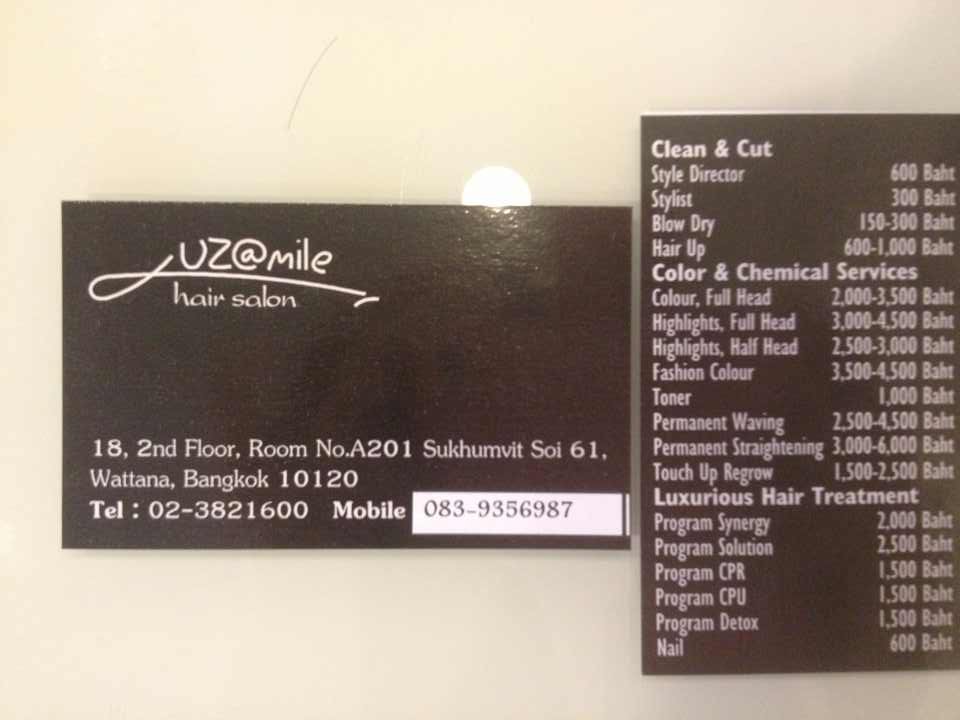 UZ@mile
hair salon
18, 2nd Floor, Room No.A201 Sukhumvit Soi 61,
Wattana, Bangkok 10120
Tel : 02-3821600 Mobile 083-9356987
Clean & Cut
Style Director 600 Baht
Stylist 300 Baht
Blow Dry 150-300 Baht
Hair Up 600-1,000 Baht
Color & Chemical Services
Colour, Full Head 2,000-3,500 Baht
Highlights, Full Head 3,000-4,500 Baht
Highlights, Half Head 2,500-3,000 Baht
Fashion Colour 3,500-4,500 Baht
Toner 1,000 Baht
Permanent Waving 2,500-4,500 Baht
Permanent Straightening 3,000-6,000 Baht
Touch Up Regrow 1,500-2,500 Baht
Luxurious Hair Treatment
Program Synergy 2,000 Baht
Program Solution 2,500 Baht
Program CPR 1,500 Baht
Program CPU 1,500 Baht
Program Detox 1,500 Baht
Nail 600 Baht